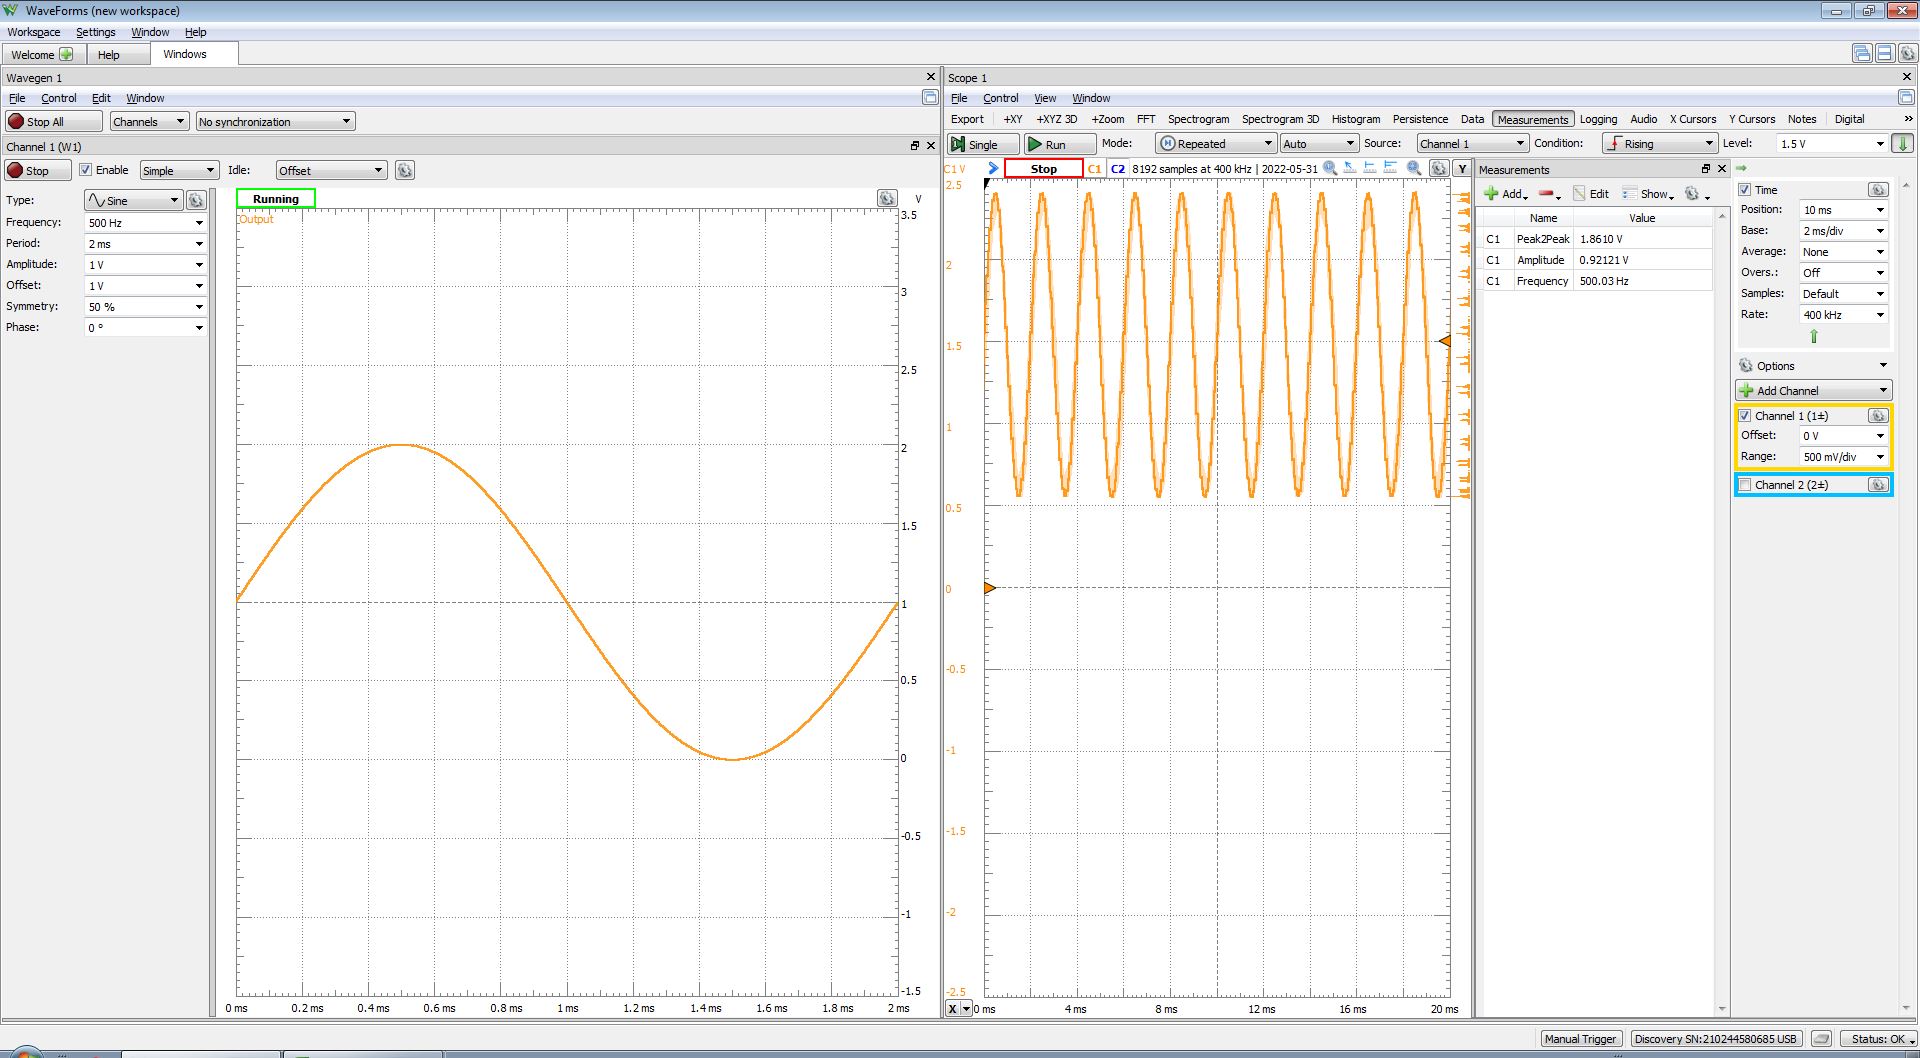 WaveForms (new workspace)
Workspace Settings Window Help
Welcome Help Windows
Wavegen 1
File Control Edit Window
Stop All Channels No synchronization
Channel 1 (W1)
Stop Enable Simple Idle: Offset
Type: Sine
Frequency: 500 Hz
Period: 2 ms
Amplitude: 1 V
Offset: 1 V
Symmetry: 50 %
Phase: 0 °
Running
Output
V
3.5
3
2.5
2
1.5
1
0.5
0
-0.5
-1
-1.5
0 ms 0.2 ms 0.4 ms 0.6 ms 0.8 ms 1 ms 1.2 ms 1.4 ms 1.6 ms 1.8 ms 2 ms
Scope 1
File Control View Window
Export +XY +XYZ 3D +Zoom FFT Spectrogram Spectrogram 3D Histogram Persistence Data Measurements Logging Audio X Cursors Y Cursors Notes Digital »
Single Run Mode: Repeated Auto Source: Channel 1 Condition: Rising Level: 1.5 V
C1 V Stop C1 C2 8192 samples at 400 kHz | 2022-05-31 Y
2.5
2
1.5
1
0.5
0
-0.5
-1
-1.5
-2
-2.5
X 0 ms 4 ms 8 ms 12 ms 16 ms 20 ms
Measurements
Add Edit Show
Name Value
C1 Peak2Peak 1.8610 V
C1 Amplitude 0.92121 V
C1 Frequency 500.03 Hz
Time
Position: 10 ms
Base: 2 ms/div
Average: None
Overs.: Off
Samples: Default
Rate: 400 kHz
Options
Add Channel
Channel 1 (1±)
Offset: 0 V
Range: 500 mV/div
Channel 2 (2±)
Manual Trigger Discovery SN:210244580685 USB Status: OK